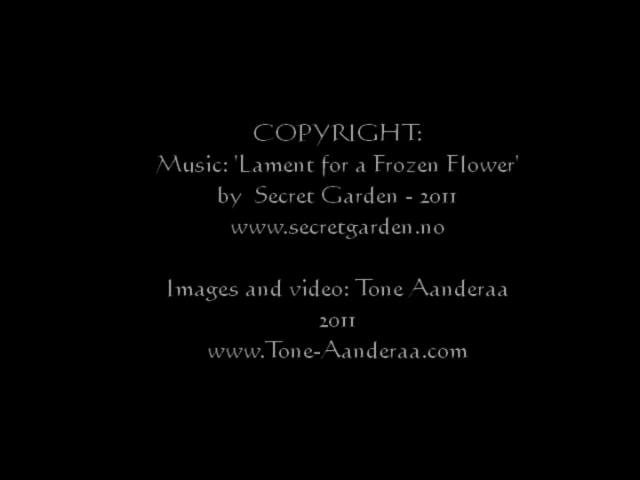 COPYRIGHT:
Music: 'Lament for a Frozen Flower'
by Secret Garden - 2011
www.secretgarden.no
Images and video: Tone Aanderaa
2011
www.Tone-Aanderaa.com